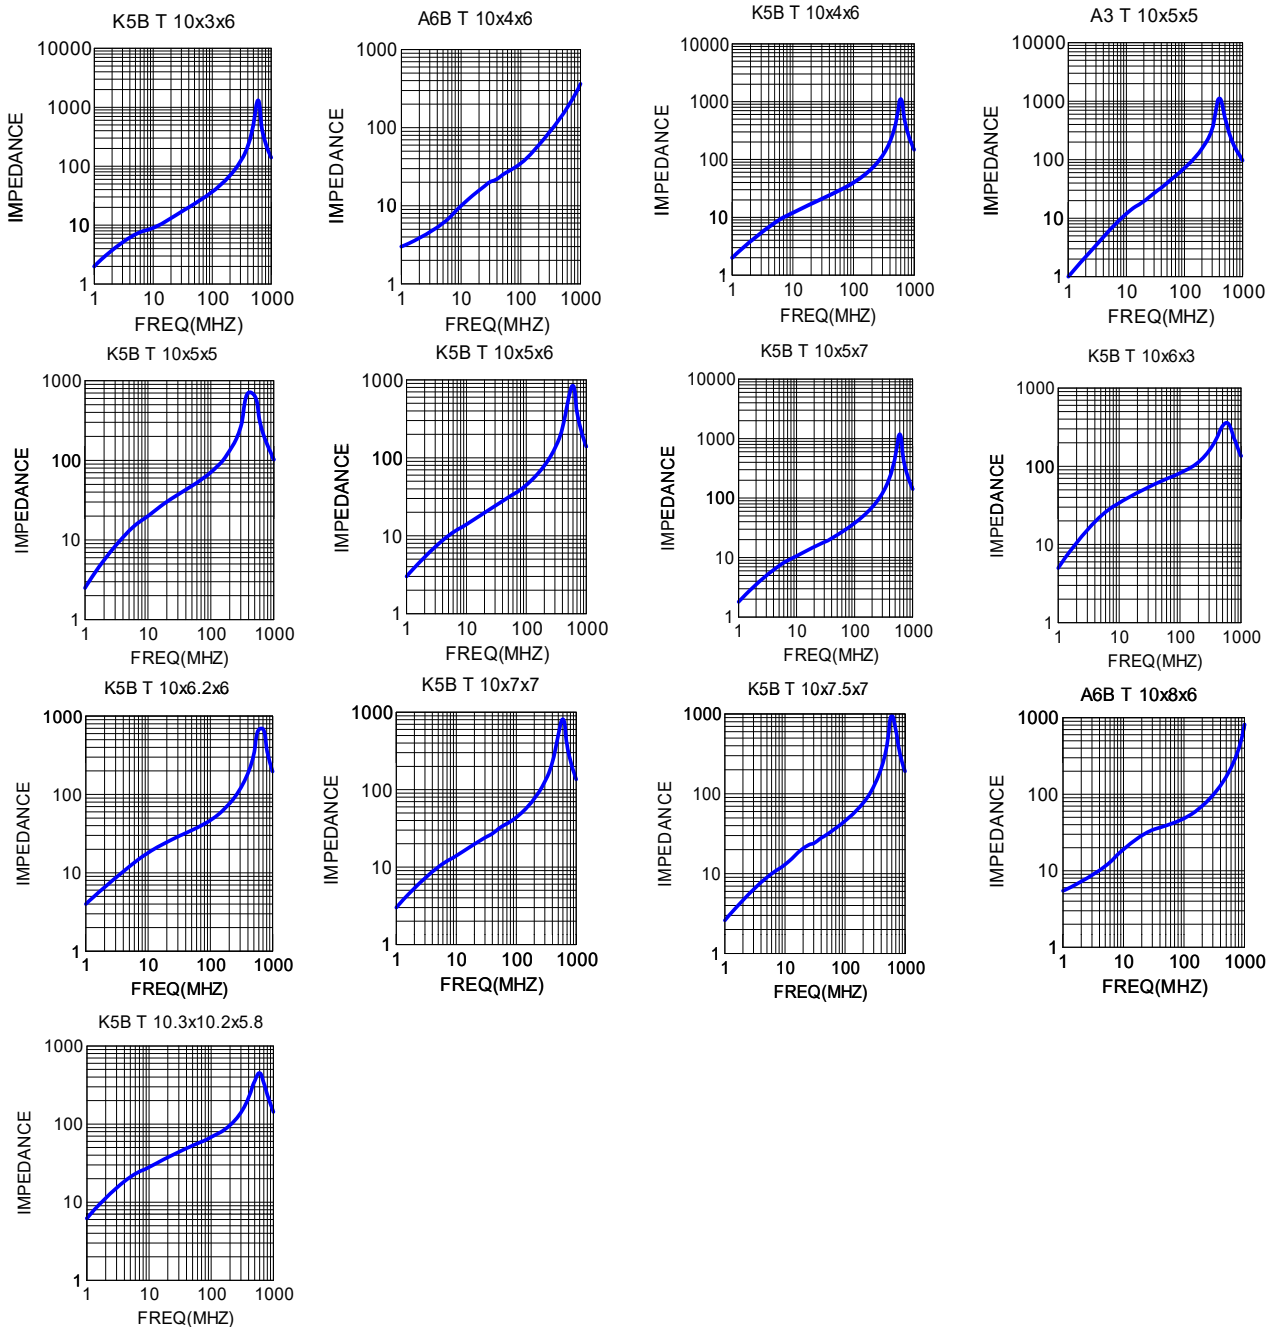 K5B T 10x3x6
10000
1000
100
10
1
1 10 100 1000
IMPEDANCE
FREQ(MHZ)
A6B T 10x4x6
1000
100
10
1
1 10 100 1000
IMPEDANCE
FREQ(MHZ)
K5B T 10x4x6
10000
1000
100
10
1
1 10 100 1000
IMPEDANCE
FREQ(MHZ)
A3 T 10x5x5
10000
1000
100
10
1
1 10 100 1000
IMPEDANCE
FREQ(MHZ)
K5B T 10x5x5
1000
100
10
1
1 10 100 1000
IMPEDANCE
FREQ(MHZ)
K5B T 10x5x6
1000
100
10
1
1 10 100 1000
IMPEDANCE
FREQ(MHZ)
K5B T 10x5x7
10000
1000
100
10
1
1 10 100 1000
IMPEDANCE
FREQ(MHZ)
K5B T 10x6x3
1000
100
10
1
1 10 100 1000
IMPEDANCE
FREQ(MHZ)
K5B T 10x6.2x6
1000
100
10
1
1 10 100 1000
IMPEDANCE
FREQ(MHZ)
K5B T 10x7x7
1000
100
10
1
1 10 100 1000
IMPEDANCE
FREQ(MHZ)
K5B T 10x7.5x7
1000
100
10
1
1 10 100 1000
IMPEDANCE
FREQ(MHZ)
A6B T 10x8x6
1000
100
10
1
1 10 100 1000
IMPEDANCE
FREQ(MHZ)
K5B T 10.3x10.2x5.8
1000
100
10
1
1 10 100 1000
IMPEDANCE
FREQ(MHZ)